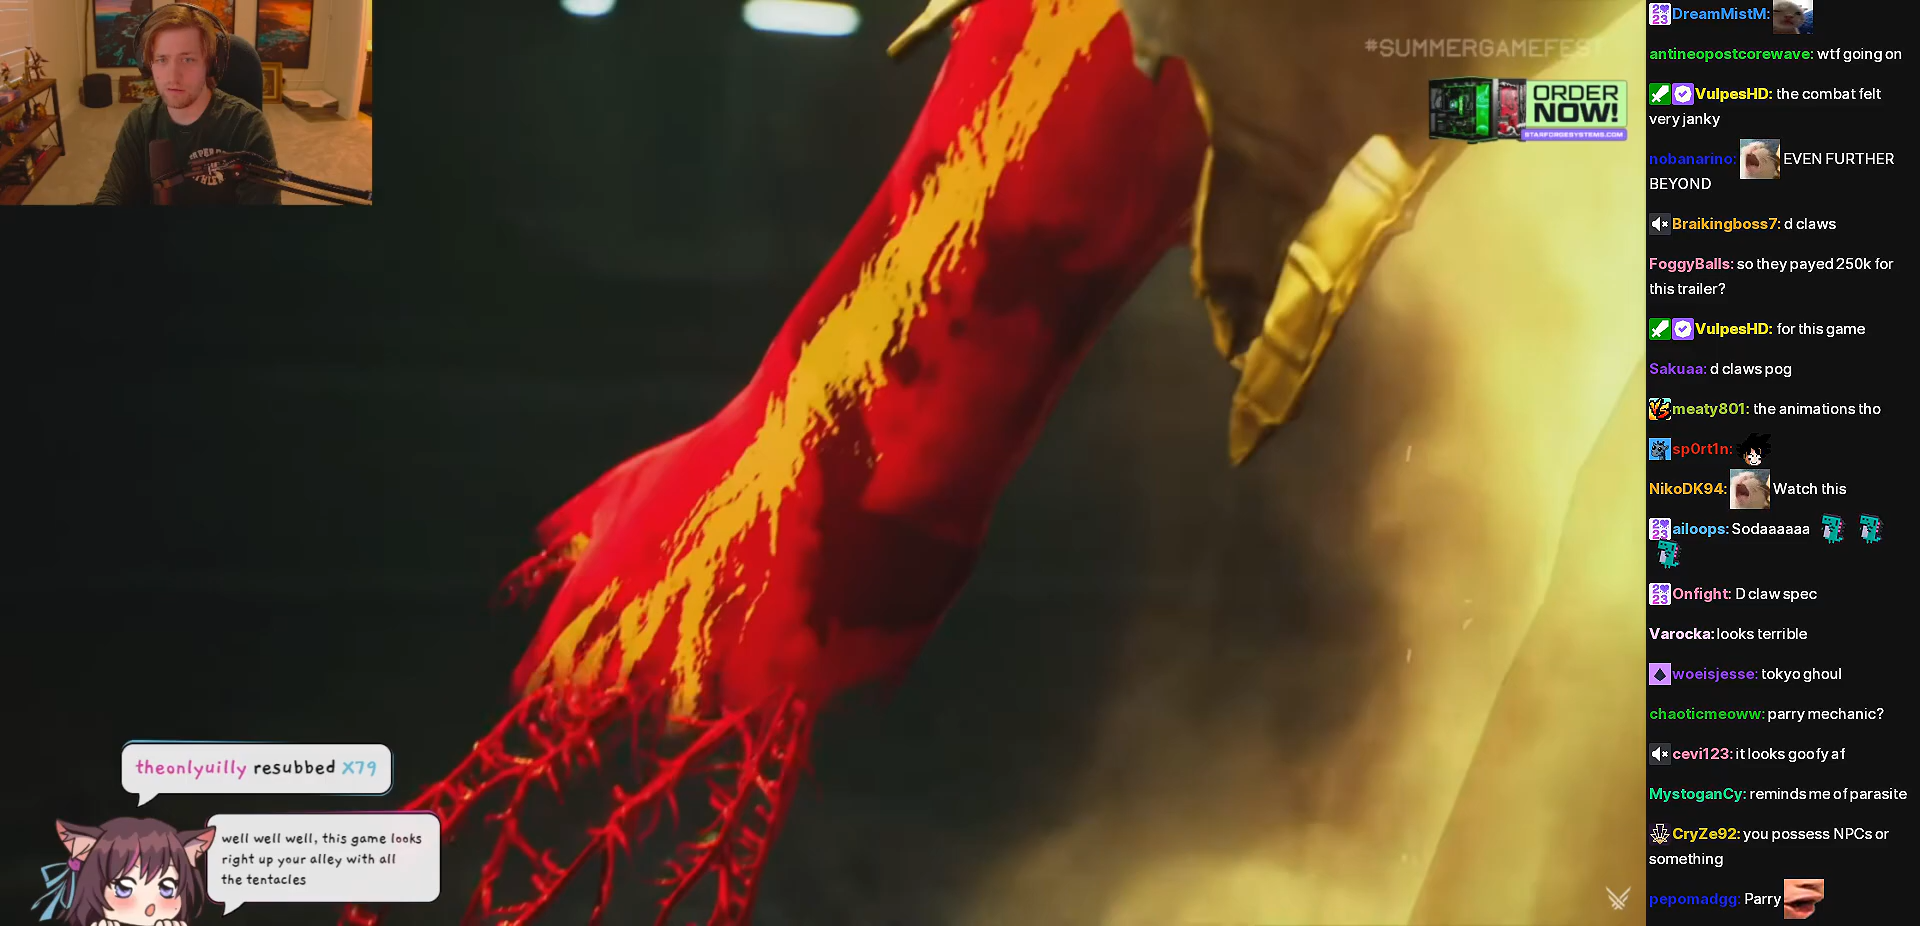 #SUMMERGAMEFEST
ORDER
NOW!
STARFORGESYSTEMS.COM
theonlyuilly resubbed X79
well well well, this game looks
right up your alley with all
the tentacles
DreamMistM:
antineopostcorewave: wtf going on
VulpesHD: the combat felt
very janky
nobanarino: EVEN FURTHER
BEYOND
Braikingboss7: d claws
FoggyBalls: so they payed 250k for
this trailer?
VulpesHD: for this game
Sakuaa: d claws pog
meaty801: the animations tho
sp0rt1n:
NikoDK94: Watch this
ailoops: Sodaaaaaa
Onfight: D claw spec
Varocka: looks terrible
woeisjesse: tokyo ghoul
chaoticmeoww: parry mechanic?
cevi123: it looks goofy af
MystoganCy: reminds me of parasite
CryZe92: you possess NPCs or
something
pepomadgg: Parry